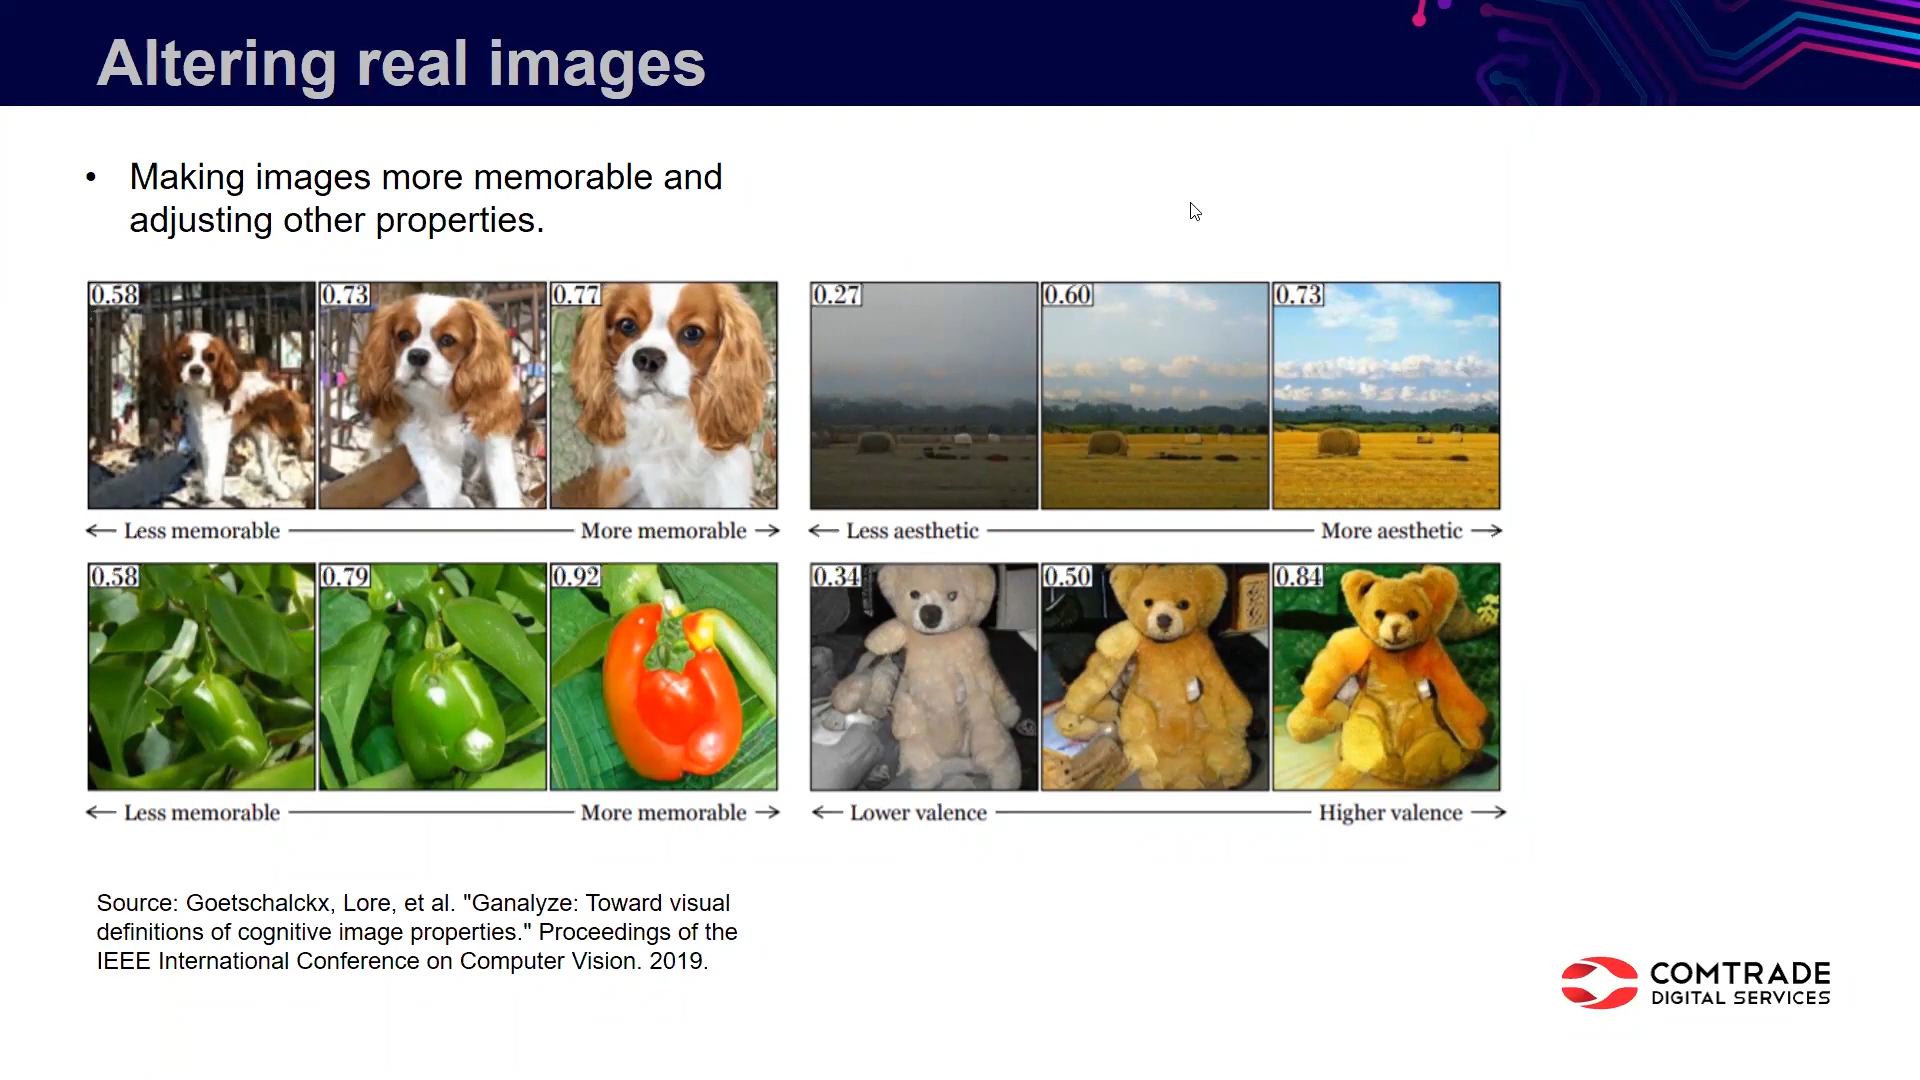 Altering real images
• Making images more memorable and
adjusting other properties.
0.58 0.73 0.77
← Less memorable More memorable →
0.27 0.60 0.73
← Less aesthetic More aesthetic →
0.58 0.79 0.92
← Less memorable More memorable →
0.34 0.50 0.84
← Lower valence Higher valence →
Source: Goetschalckx, Lore, et al. "Ganalyze: Toward visual
definitions of cognitive image properties." Proceedings of the
IEEE International Conference on Computer Vision. 2019.
COMTRADE
DIGITAL SERVICES